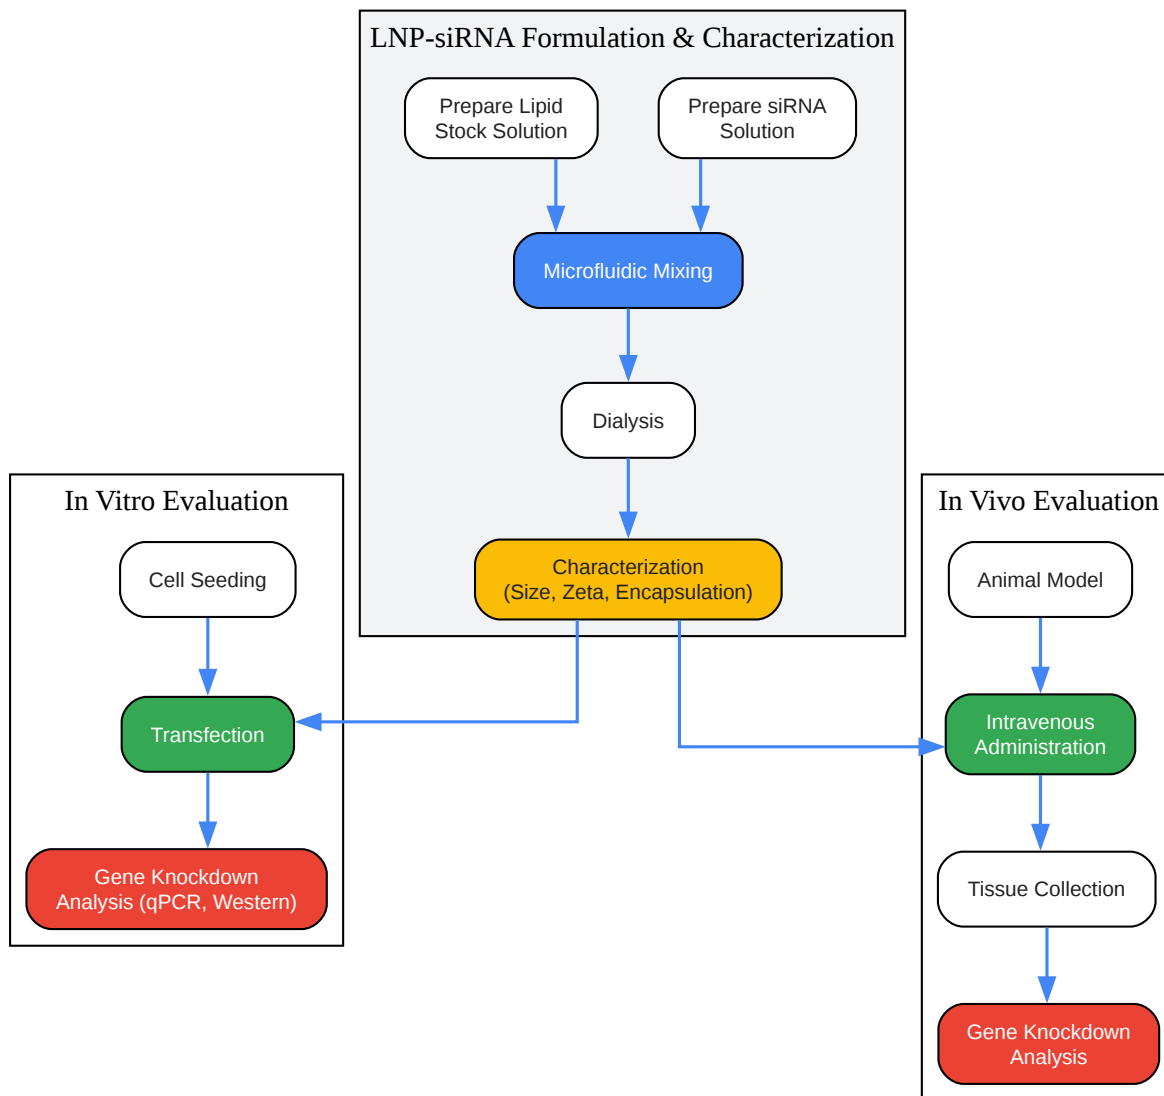 LNP-siRNA Formulation & Characterization
Prepare Lipid
Stock Solution
Prepare siRNA
Solution
Microfluidic Mixing
Dialysis
Characterization
(Size, Zeta, Encapsulation)
In Vitro Evaluation
Cell Seeding
Transfection
Gene Knockdown
Analysis (qPCR, Western)
In Vivo Evaluation
Animal Model
Intravenous
Administration
Tissue Collection
Gene Knockdown
Analysis